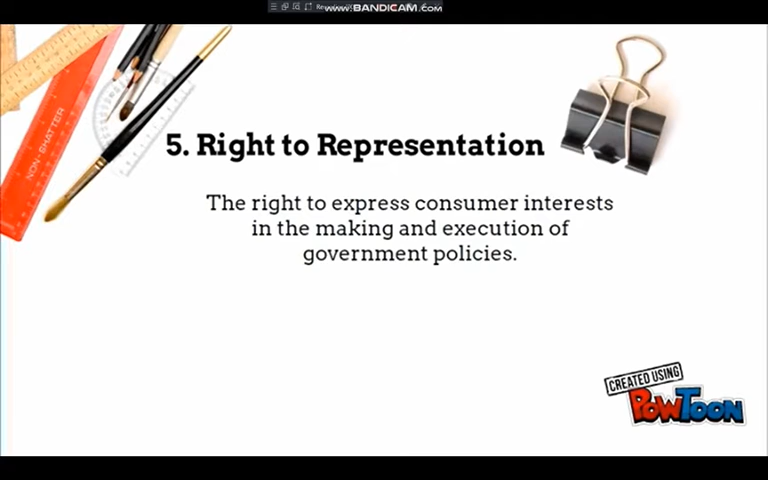 www.BANDICAM.com
NON-SHATTER
5. Right to Representation
The right to express consumer interests
in the making and execution of
government policies.
CREATED USING
POWTOON